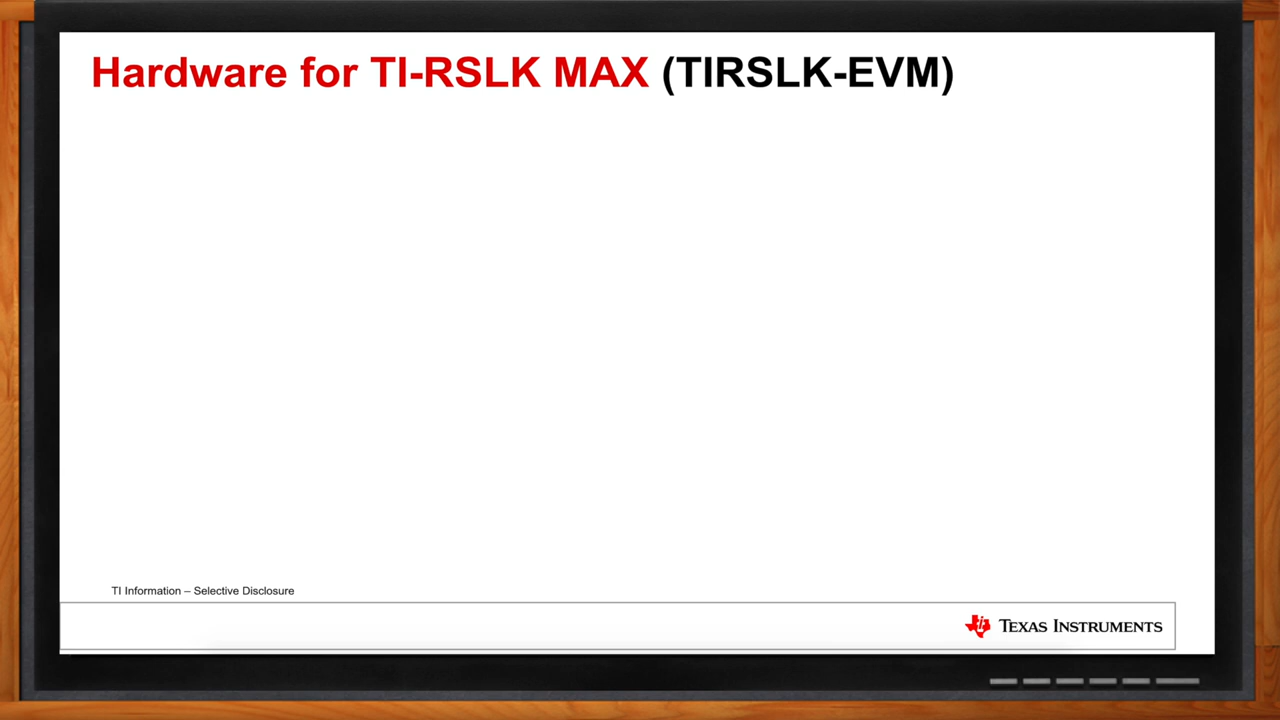 Hardware for TI-RSLK MAX (TIRSLK-EVM)
TI Information – Selective Disclosure
TEXAS INSTRUMENTS